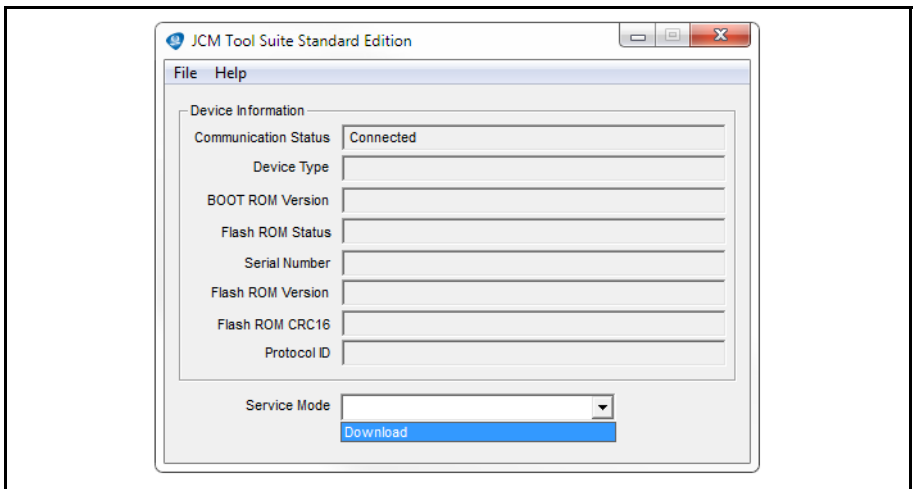 JCM Tool Suite Standard Edition
File Help
Device Information
Communication Status Connected
Device Type
BOOT ROM Version
Flash ROM Status
Serial Number
Flash ROM Version
Flash ROM CRC16
Protocol ID
Service Mode
Download